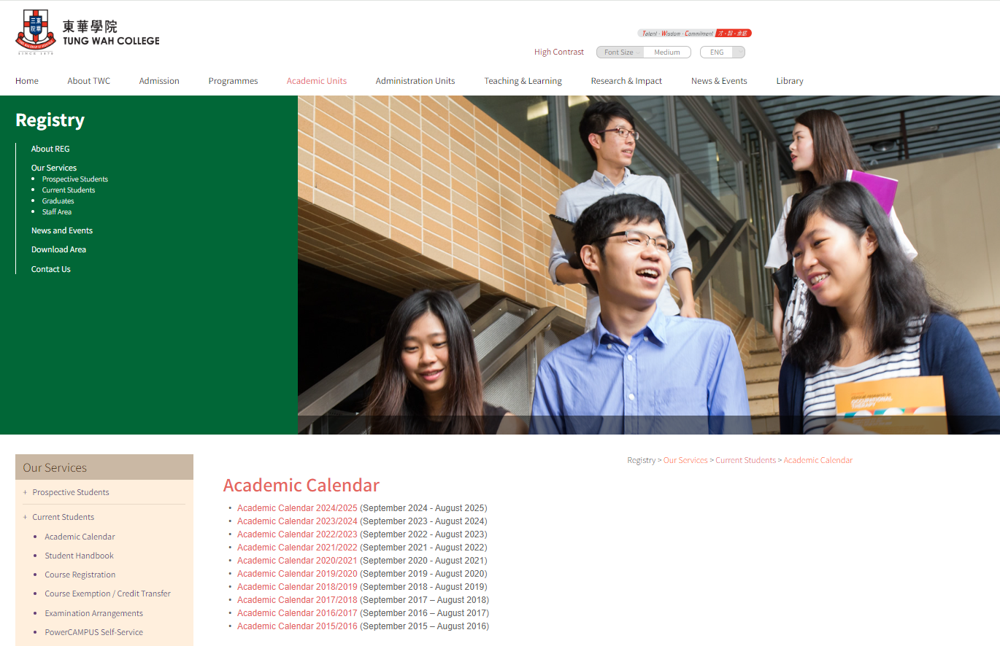 東華學院
TUNG WAH COLLEGE
SINCE 1870
Talent · Wisdom · Commitment 才 · 智 · 承諾
High Contrast Font Size Medium ENG
Home About TWC Admission Programmes Academic Units Administration Units Teaching & Learning Research & Impact News & Events Library
Registry
About REG
Our Services
• Prospective Students
• Current Students
• Graduates
• Staff Area
News and Events
Download Area
Contact Us
OCCUPATIONAL
THERAPY
Our Services
+ Prospective Students
+ Current Students
• Academic Calendar
• Student Handbook
• Course Registration
• Course Exemption / Credit Transfer
• Examination Arrangements
• PowerCAMPUS Self-Service
Registry > Our Services > Current Students > Academic Calendar
Academic Calendar
• Academic Calendar 2024/2025 (September 2024 - August 2025)
• Academic Calendar 2023/2024 (September 2023 - August 2024)
• Academic Calendar 2022/2023 (September 2022 - August 2023)
• Academic Calendar 2021/2022 (September 2021 - August 2022)
• Academic Calendar 2020/2021 (September 2020 - August 2021)
• Academic Calendar 2019/2020 (September 2019 - August 2020)
• Academic Calendar 2018/2019 (September 2018 - August 2019)
• Academic Calendar 2017/2018 (September 2017 – August 2018)
• Academic Calendar 2016/2017 (September 2016 – August 2017)
• Academic Calendar 2015/2016 (September 2015 – August 2016)